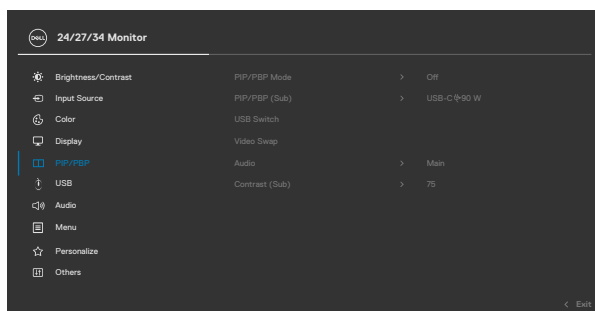 DELL
24/27/34 Monitor
Brightness/Contrast PIP/PBP Mode > Off
Input Source PIP/PBP (Sub) > USB-C 90 W
Color USB Switch
Display Video Swap
PIP/PBP Audio > Main
USB Contrast (Sub) > 75
Audio
Menu
Personalize
Others
< Exit